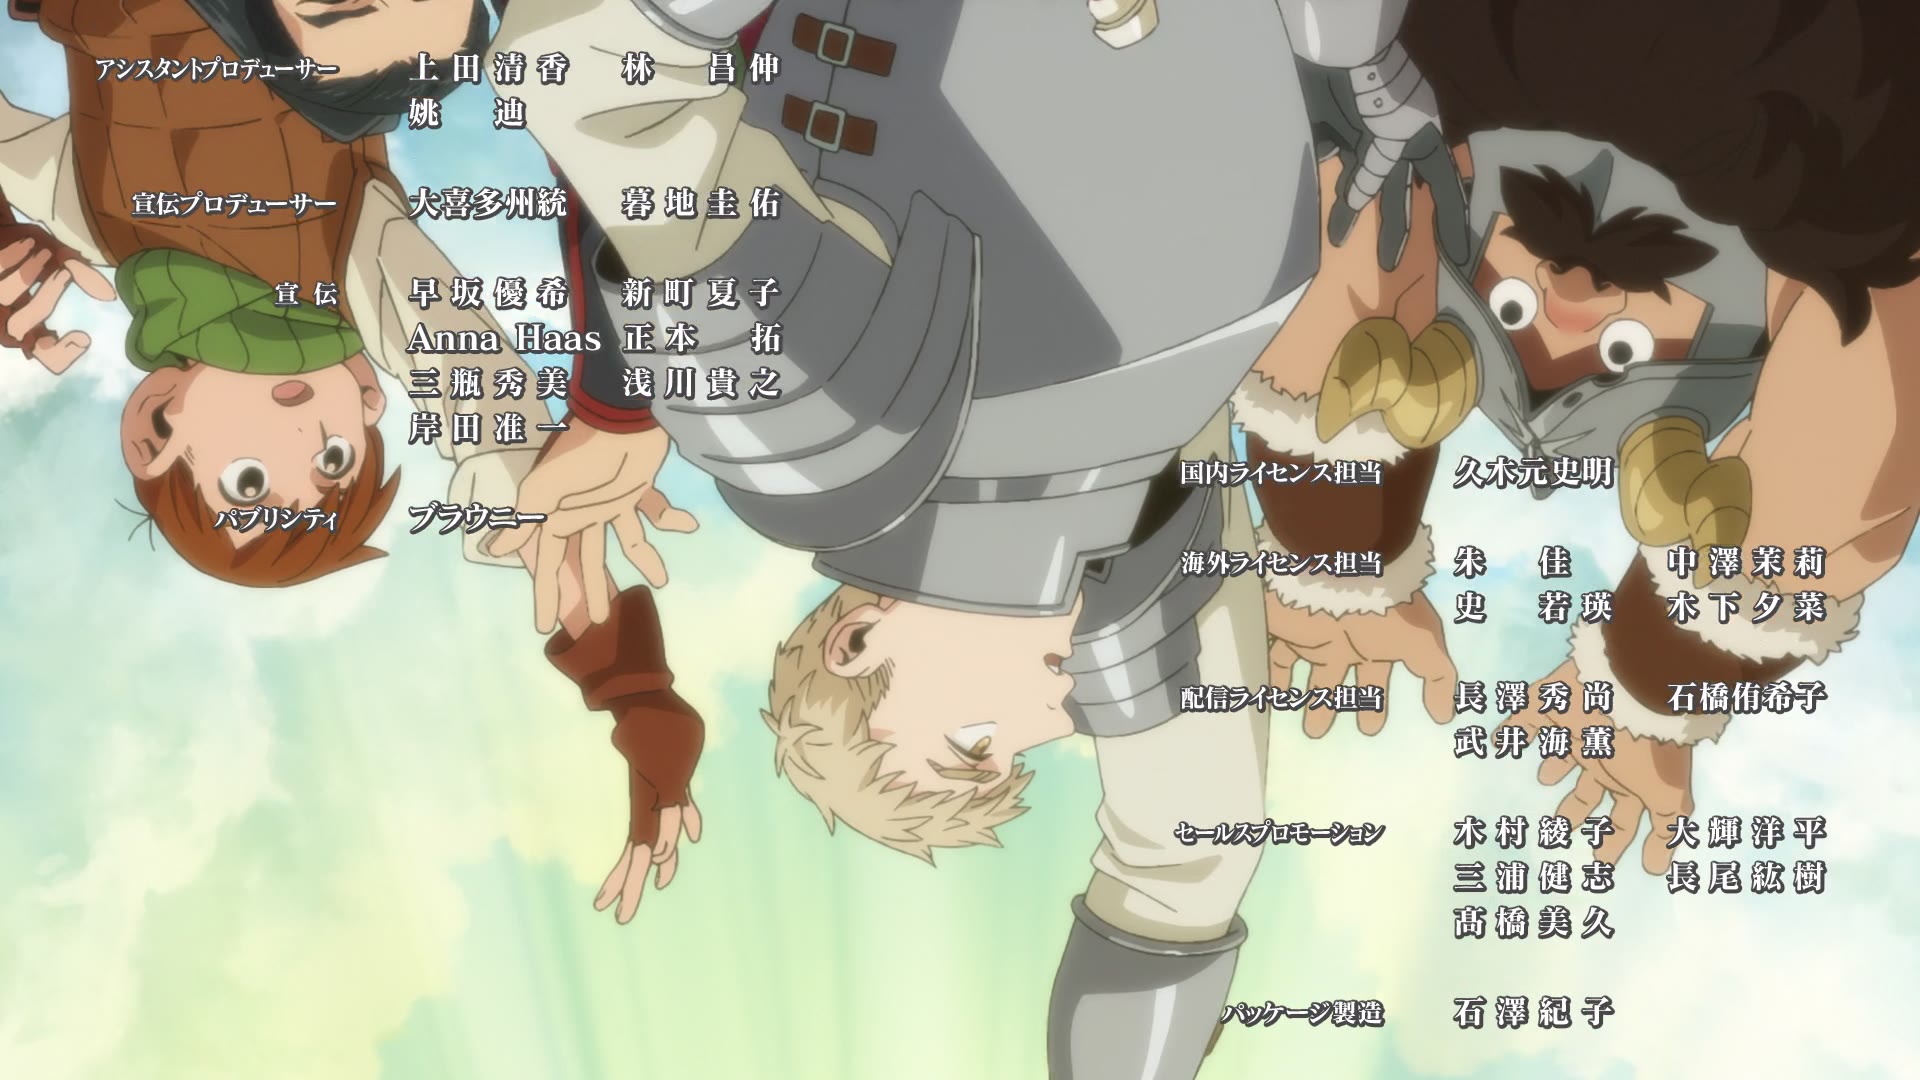 アシスタントプロデューサー 上田清香 林 昌伸
姚 迪
宣伝プロデューサー 大喜多州統 暮地圭佑
宣伝 早坂優希 新町夏子
Anna Haas 正本 拓
三瓶秀美 浅川貴之
岸田准一
パブリシティ ブラウニー
国内ライセンス担当 久木元史明
海外ライセンス担当 朱 佳 中澤茉莉
史 若瑛 木下夕菜
配信ライセンス担当 長澤秀尚 石橋侑希子
武井海薫
セールスプロモーション 木村綾子 大輝洋平
三浦健志 長尾紘樹
髙橋美久
パッケージ製造 石澤紀子